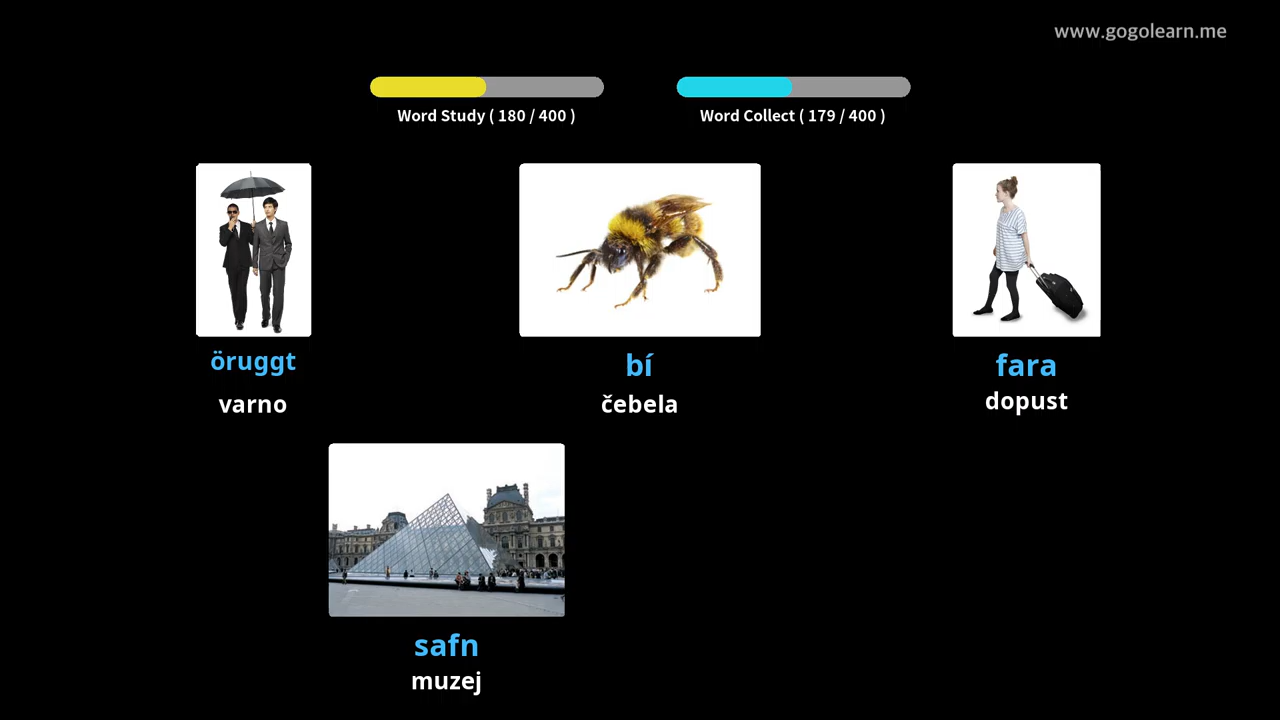 www.gogolearn.me
Word Study ( 180 / 400 )
Word Collect ( 179 / 400 )
öruggt
varno
bí
čebela
fara
dopust
safn
muzej